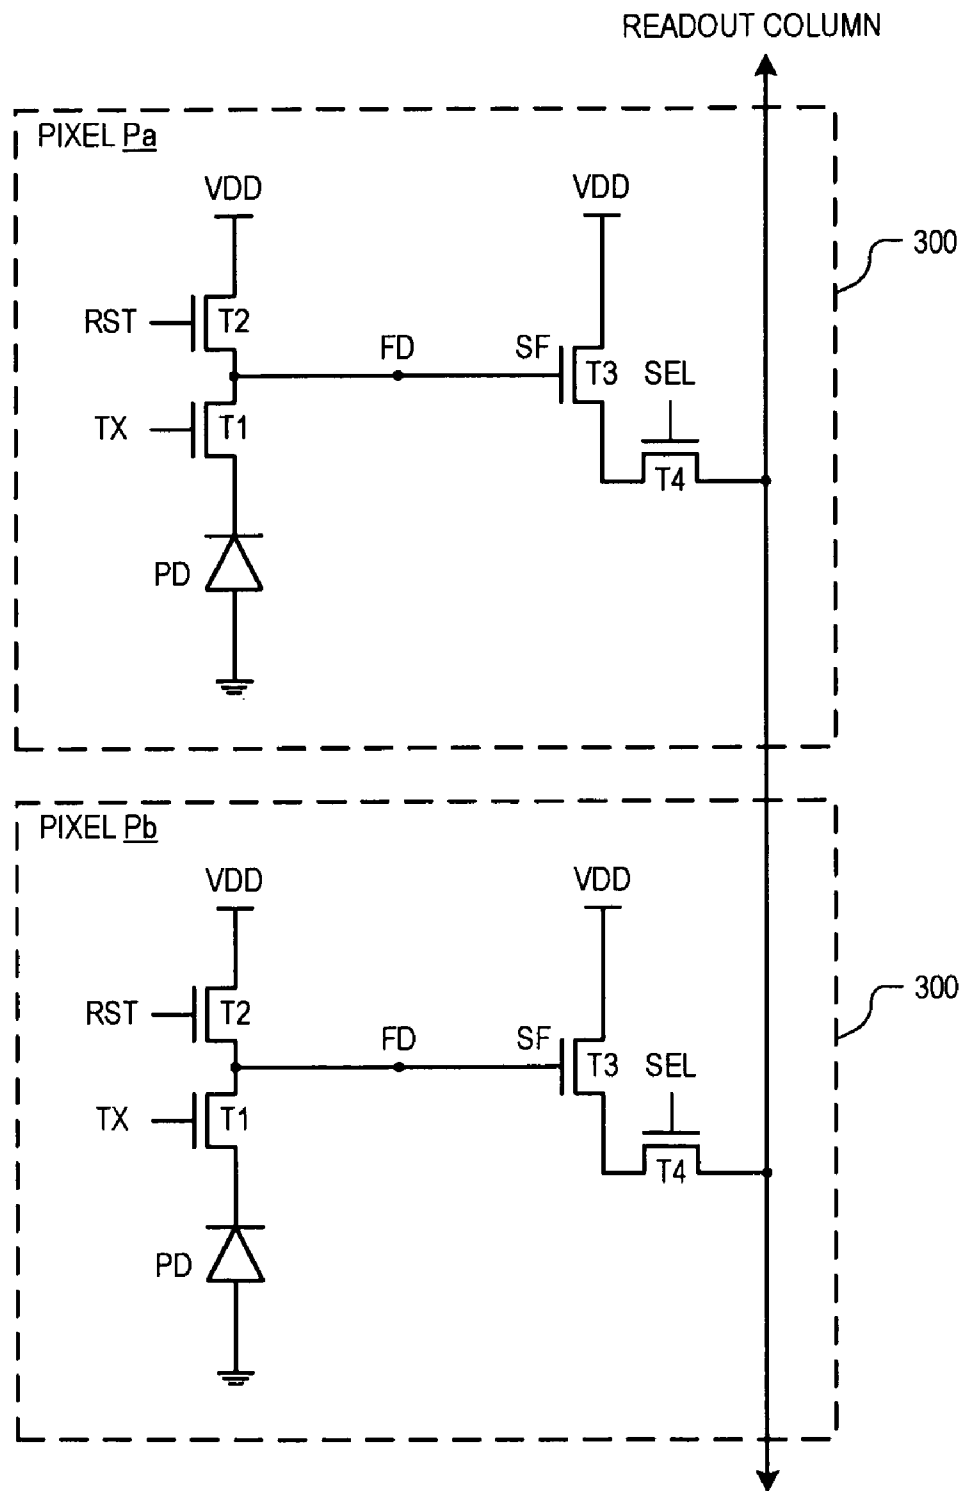 READOUT COLUMN
PIXEL Pa
VDD
VDD
300
RST
T2
FD
SF
T3
SEL
TX
T1
T4
PD
PIXEL Pb
VDD
VDD
300
RST
T2
FD
SF
T3
SEL
TX
T1
T4
PD